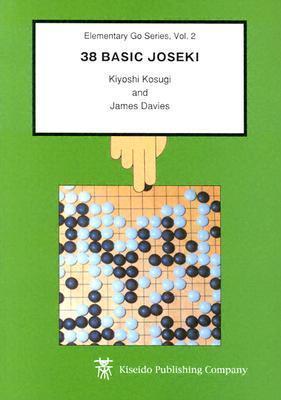 Elementary Go Series, Vol. 2
38 BASIC JOSEKI
Kiyoshi Kosugi
and
James Davies
Kiseido Publishing Company